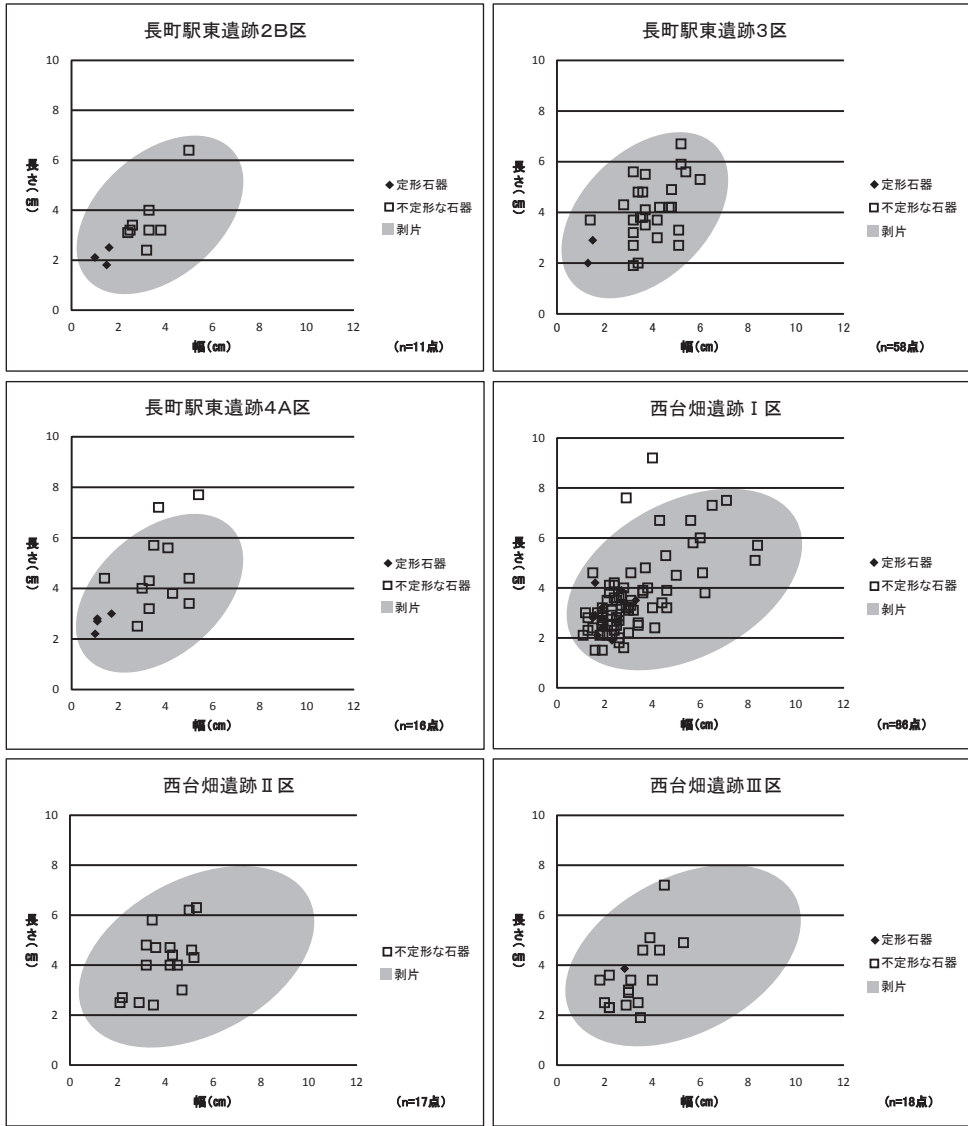 長町駅東遺跡2B区
10
8
6
4
2
0
長さ(cm)
0 2 4 6 8 10 12
幅(cm)
◆定形石器
□不定形な石器
剥片
(n=11点)
長町駅東遺跡3区
10
8
6
4
2
0
長さ(cm)
0 2 4 6 8 10 12
幅(cm)
◆定形石器
□不定形な石器
剥片
(n=58点)
長町駅東遺跡4A区
10
8
6
4
2
0
長さ(cm)
0 2 4 6 8 10 12
幅(cm)
◆定形石器
□不定形な石器
剥片
(n=16点)
西台畑遺跡Ⅰ区
10
8
6
4
2
0
長さ(cm)
0 2 4 6 8 10 12
幅(cm)
◆定形石器
□不定形な石器
剥片
(n=86点)
西台畑遺跡Ⅱ区
10
8
6
4
2
0
長さ(cm)
0 2 4 6 8 10 12
幅(cm)
□不定形な石器
剥片
(n=17点)
西台畑遺跡Ⅲ区
10
8
6
4
2
0
長さ(cm)
0 2 4 6 8 10 12
幅(cm)
◆定形石器
□不定形な石器
剥片
(n=18点)